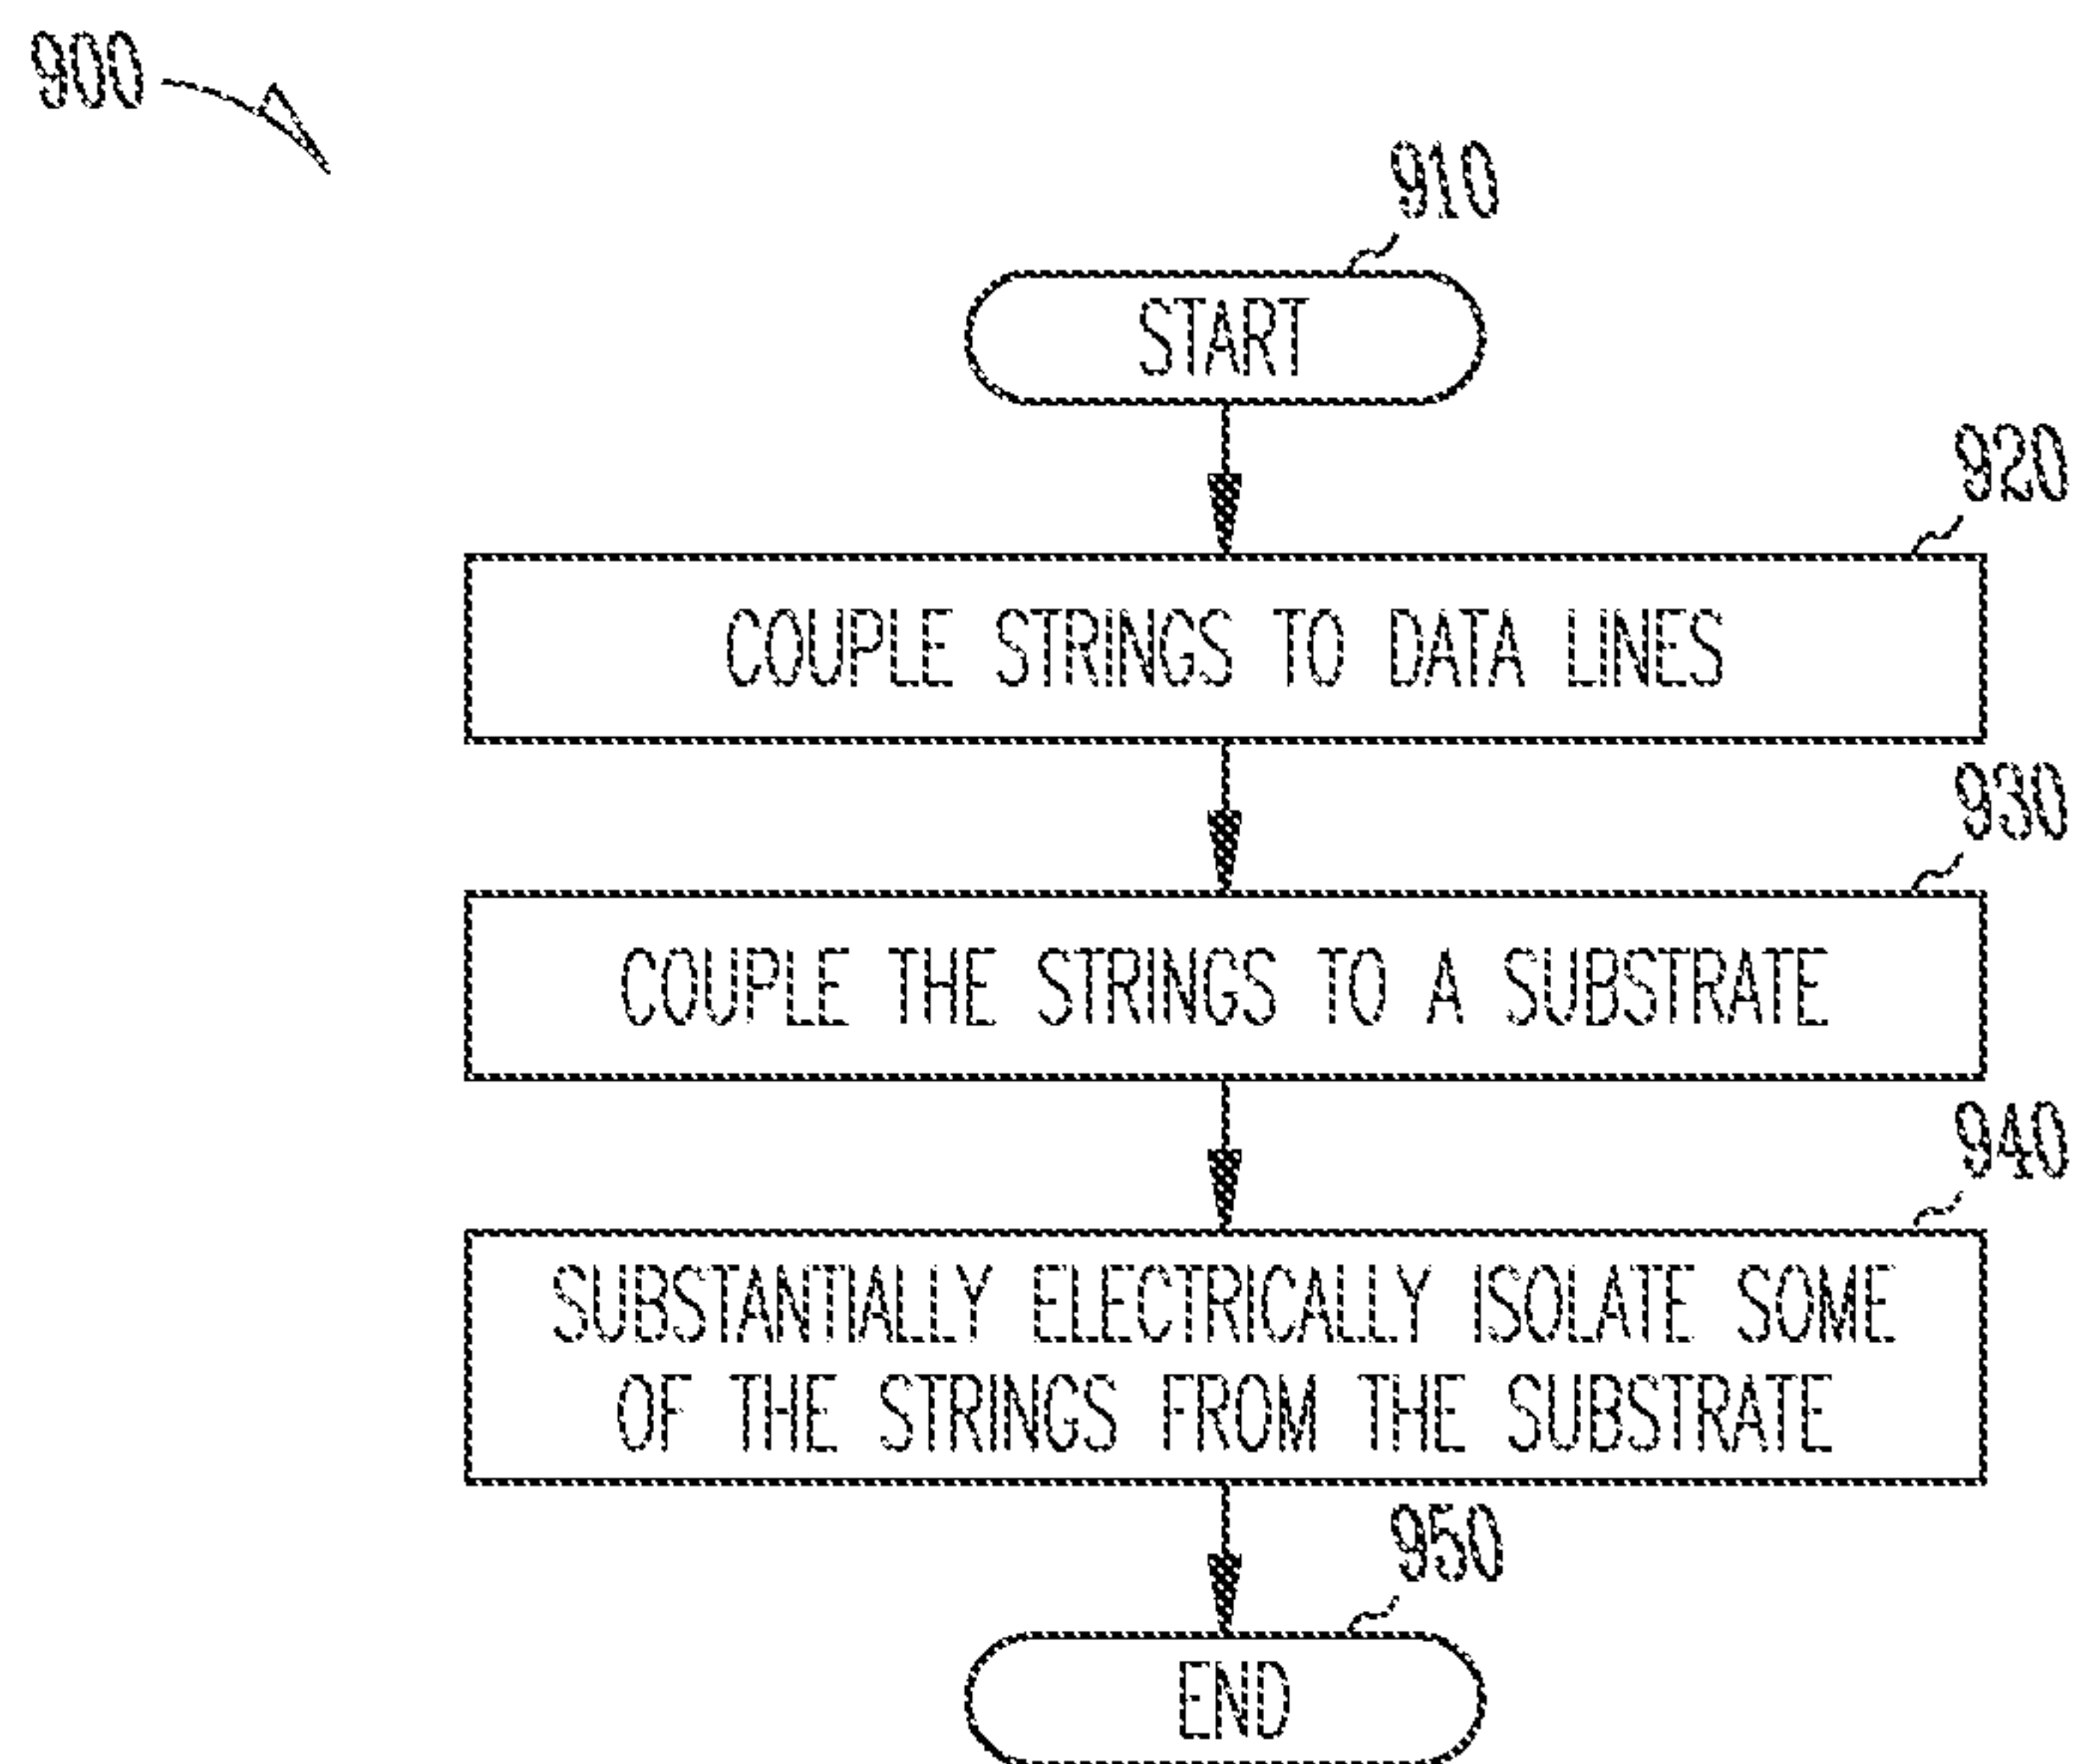 900
910
START
920
COUPLE STRINGS TO DATA LINES
930
COUPLE THE STRINGS TO A SUBSTRATE
940
SUBSTANTIALLY ELECTRICALLY ISOLATE SOME
OF THE STRINGS FROM THE SUBSTRATE
950
END